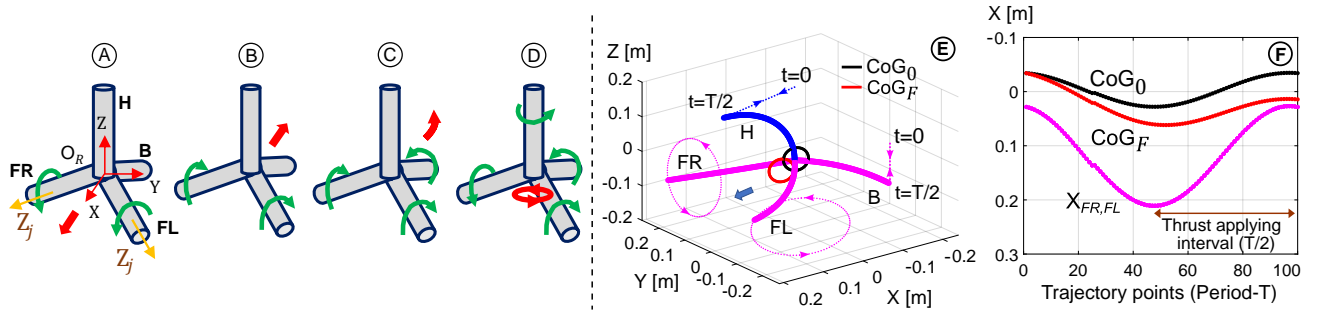 A
B
C
D
H
Z
O_R
B
FR
Y
X
Z_j
FL
Z_j
E
Z [m]
CoG_0
CoG_F
t=0
t=T/2
H
t=0
FR
t=T/2
B
FL
0.2
0.1
0
-0.1
-0.2
0.2
0.1
0
-0.1
-0.2
Y [m]
0.2
0.1
0
-0.1
-0.2
X [m]
F
X [m]
-0.1
0
0.1
0.2
0.3
CoG_0
CoG_F
X_FR,FL
Thrust applying
interval (T/2)
0 20 40 60 80 100
Trajectory points (Period-T)